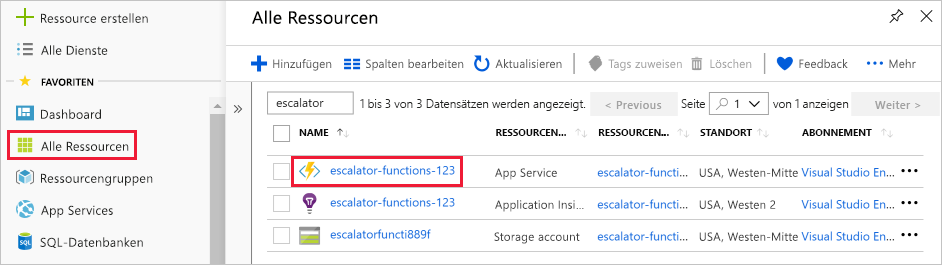 Ressource erstellen
Alle Dienste
FAVORITEN
Dashboard
Alle Ressourcen
Ressourcengruppen
App Services
SQL
SQL-Datenbanken
Alle Ressourcen
Hinzufügen Spalten bearbeiten Aktualisieren Tags zuweisen Löschen Feedback Mehr
escalator 1 bis 3 von 3 Datensätzen werden angezeigt. < Previous Seite 1 von 1 anzeigen Weiter >
NAME RESSOURCEN... RESSOURCEN... STANDORT ABONNEMENT
escalator-functions-123 App Service escalator-functi... USA, Westen-Mitte Visual Studio En...
escalator-functions-123 Application Insi... escalator-functi... USA, Westen 2 Visual Studio En...
escalatorfuncti889f Storage account escalator-functi... USA, Westen-Mitte Visual Studio En...